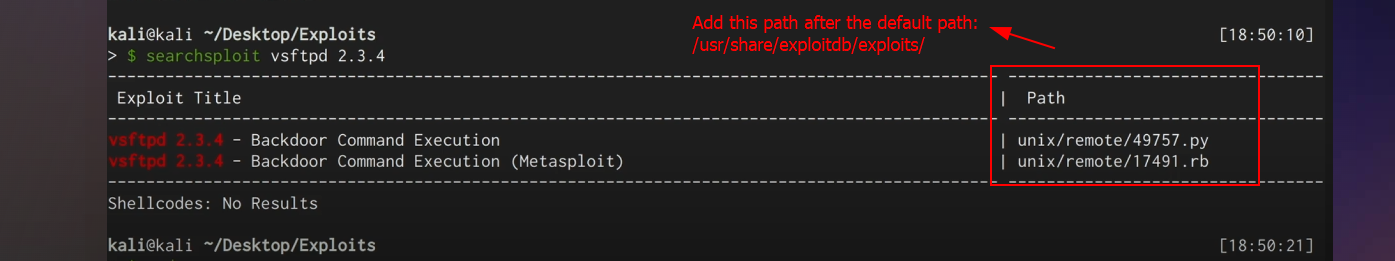 Add this path after the default path:
/usr/share/exploitdb/exploits/
kali@kali ~/Desktop/Exploits [18:50:10]
> $ searchsploit vsftpd 2.3.4
Exploit Title | Path
vsftpd 2.3.4 - Backdoor Command Execution | unix/remote/49757.py
vsftpd 2.3.4 - Backdoor Command Execution (Metasploit) | unix/remote/17491.rb
Shellcodes: No Results
kali@kali ~/Desktop/Exploits [18:50:21]